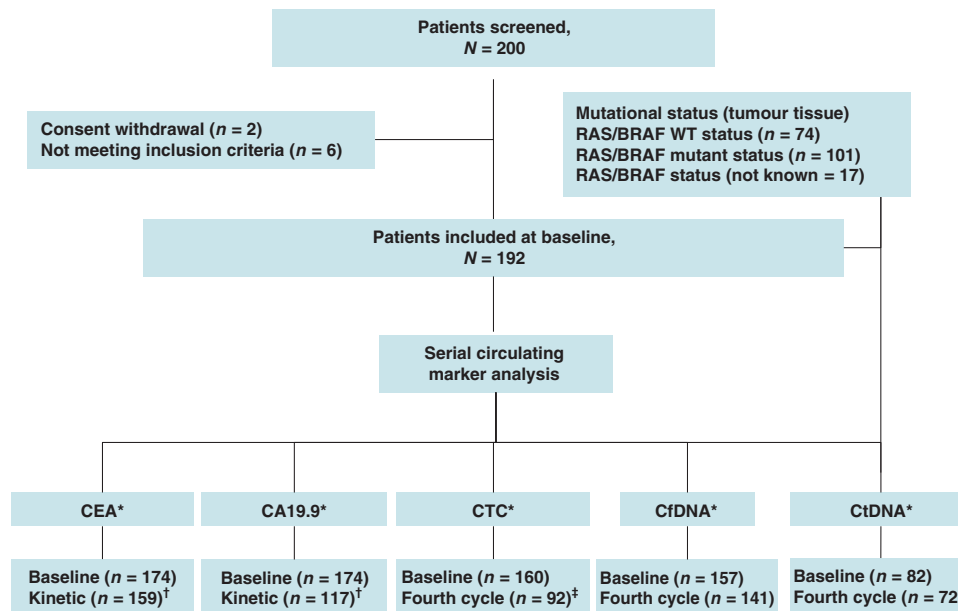 Patients screened,
N = 200
Consent withdrawal (n = 2)
Not meeting inclusion criteria (n = 6)
Mutational status (tumour tissue)
RAS/BRAF WT status (n = 74)
RAS/BRAF mutant status (n = 101)
RAS/BRAF status (not known = 17)
Patients included at baseline,
N = 192
Serial circulating
marker analysis
CEA*
CA19.9*
CTC*
CfDNA*
CtDNA*
Baseline (n = 174)
Kinetic (n = 159)†
Baseline (n = 174)
Kinetic (n = 117)†
Baseline (n = 160)
Fourth cycle (n = 92)‡
Baseline (n = 157)
Fourth cycle (n = 141)
Baseline (n = 82)
Fourth cycle (n = 72